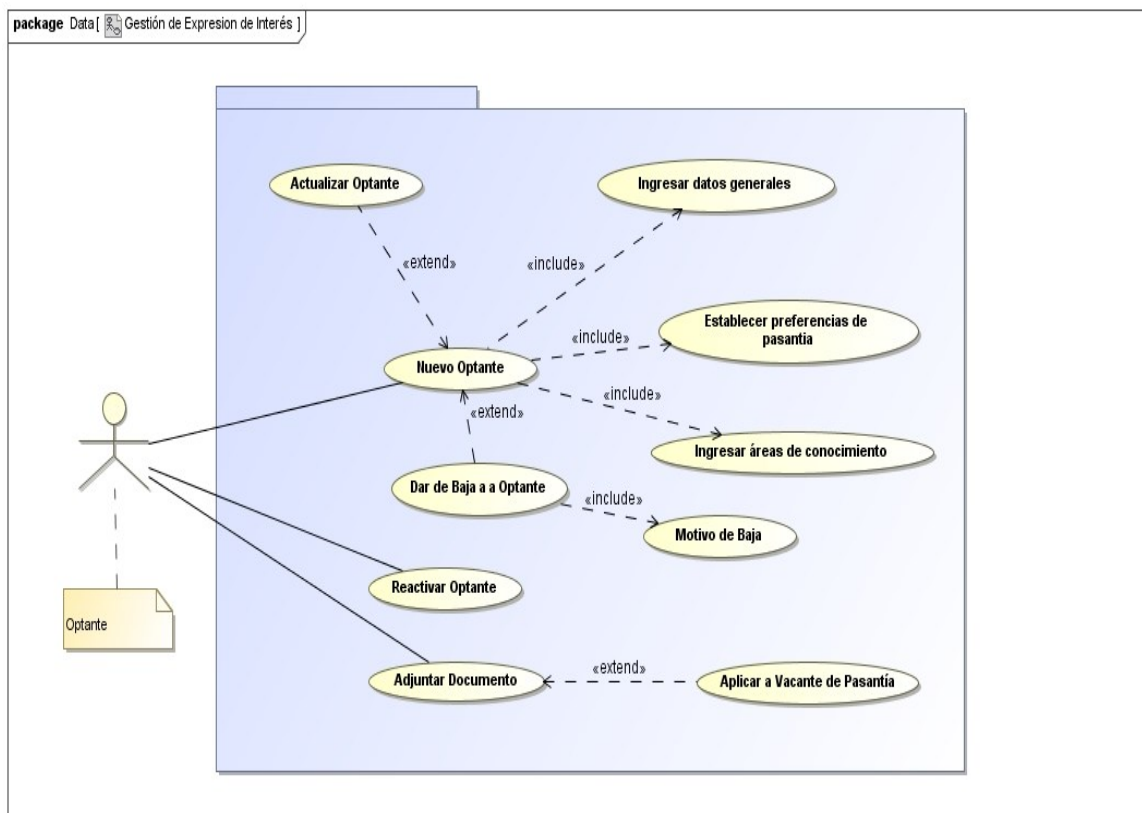 package Data[ Gestión de Expresion de Interés ]
Actualizar Optante
Ingresar datos generales
«extend»
«include»
Establecer preferencias de
pasantia
«include»
Nuevo Optante
«include»
«extend»
Ingresar áreas de conocimiento
Dar de Baja a a Optante
«include»
Motivo de Baja
Reactivar Optante
Optante
«extend»
Adjuntar Documento
Aplicar a Vacante de Pasantía